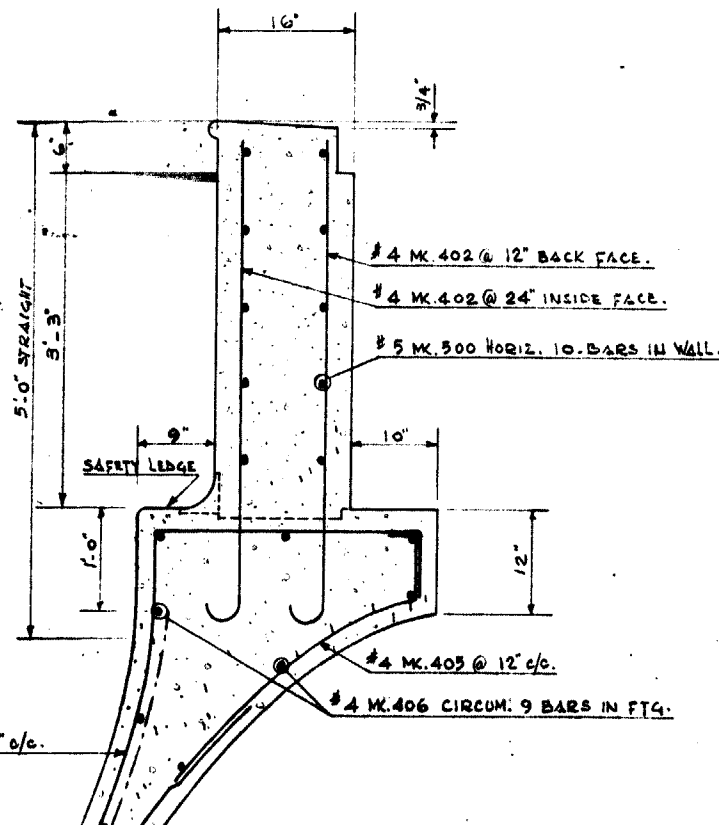 16"
3/4"
6"
#4 MK.402 @ 12" BACK FACE.
#4 MK.402 @ 24" INSIDE FACE.
5'-0" STRAIGHT
3'-3"
#5 MK.500 HORIZ. 10-BARS IN WALL.
9"
10"
SAFETY LEDGE
1'-0"
12"
#4 MK.405 @ 12" c/c.
#4 MK.406 CIRCUM. 9 BARS IN FTG.
" c/c.